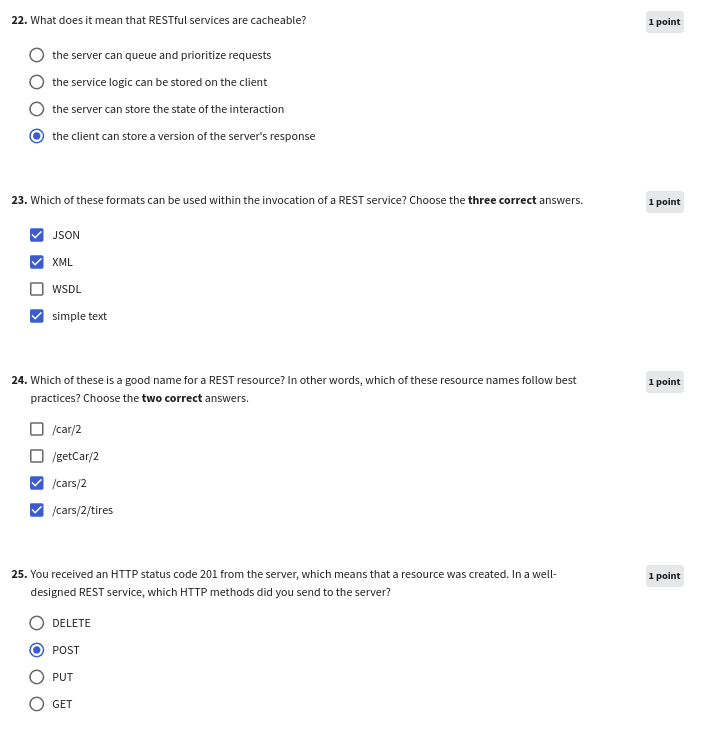 22. What does it mean that RESTful services are cacheable?
1 point
the server can queue and prioritize requests
the service logic can be stored on the client
the server can store the state of the interaction
the client can store a version of the server's response
23. Which of these formats can be used within the invocation of a REST service? Choose the three correct answers.
1 point
JSON
XML
WSDL
simple text
24. Which of these is a good name for a REST resource? In other words, which of these resource names follow best
1 point
practices? Choose the two correct answers.
/car/2
/getCar/2
/cars/2
/cars/2/tires
25. You received an HTTP status code 201 from the server, which means that a resource was created. In a well-
1 point
designed REST service, which HTTP methods did you send to the server?
DELETE
POST
PUT
GET